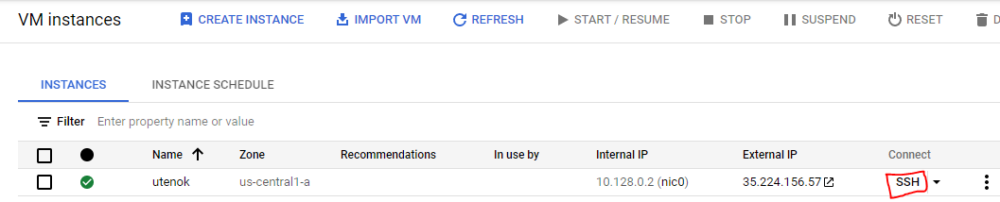 VM instances CREATE INSTANCE IMPORT VM REFRESH START / RESUME STOP SUSPEND RESET D
INSTANCES INSTANCE SCHEDULE
Filter Enter property name or value
Name Zone Recommendations In use by Internal IP External IP Connect
utenok us-central1-a 10.128.0.2 (nic0) 35.224.156.57 SSH